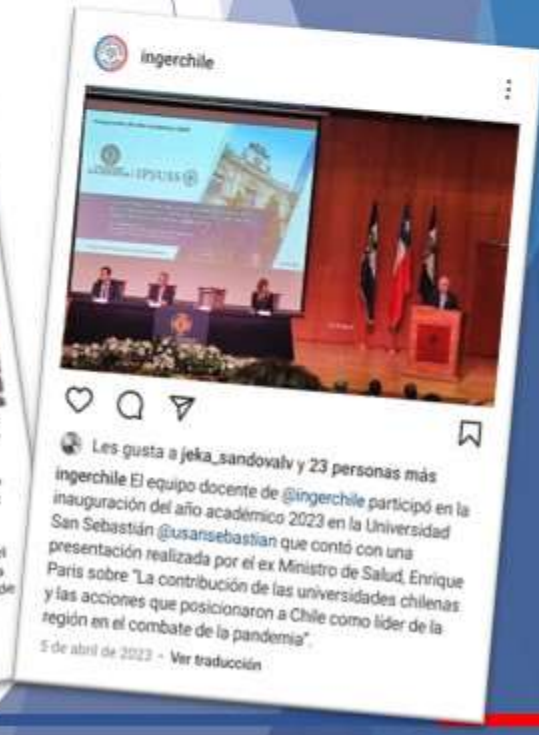 ingerchile
IPSUSS
Les gusta a jeka_sandovalv y 23 personas más
ingerchile El equipo docente de @ingerchile participó en la
inauguración del año académico 2023 en la Universidad
San Sebastián @usansebastian que contó con una
presentación realizada por el ex Ministro de Salud, Enrique
Paris sobre "La contribución de las universidades chilenas
y las acciones que posicionaron a Chile como líder de la
región en el combate de la pandemia".
5 de abril de 2023 - Ver traducción